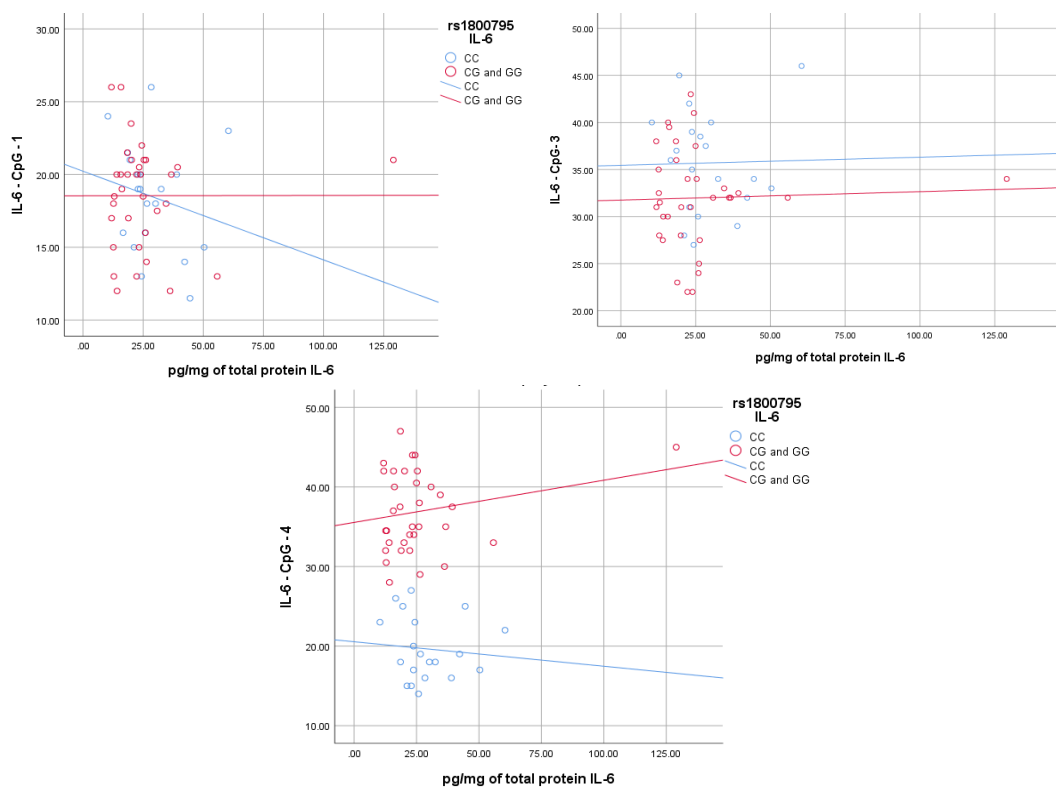 30.00
25.00
20.00
15.00
10.00
IL-6 - CpG - 1
.00 25.00 50.00 75.00 100.00 125.00
pg/mg of total protein IL-6
rs1800795
IL-6
CC
CG and GG
CC
CG and GG
50.00
45.00
40.00
35.00
30.00
25.00
20.00
IL-6 - CpG- 3
.00 25.00 50.00 75.00 100.00 125.00
pg/mg of total protein IL-6
50.00
40.00
30.00
20.00
10.00
IL-6 - CpG - 4
.00 25.00 50.00 75.00 100.00 125.00
pg/mg of total protein IL-6
rs1800795
IL-6
CC
CG and GG
CC
CG and GG